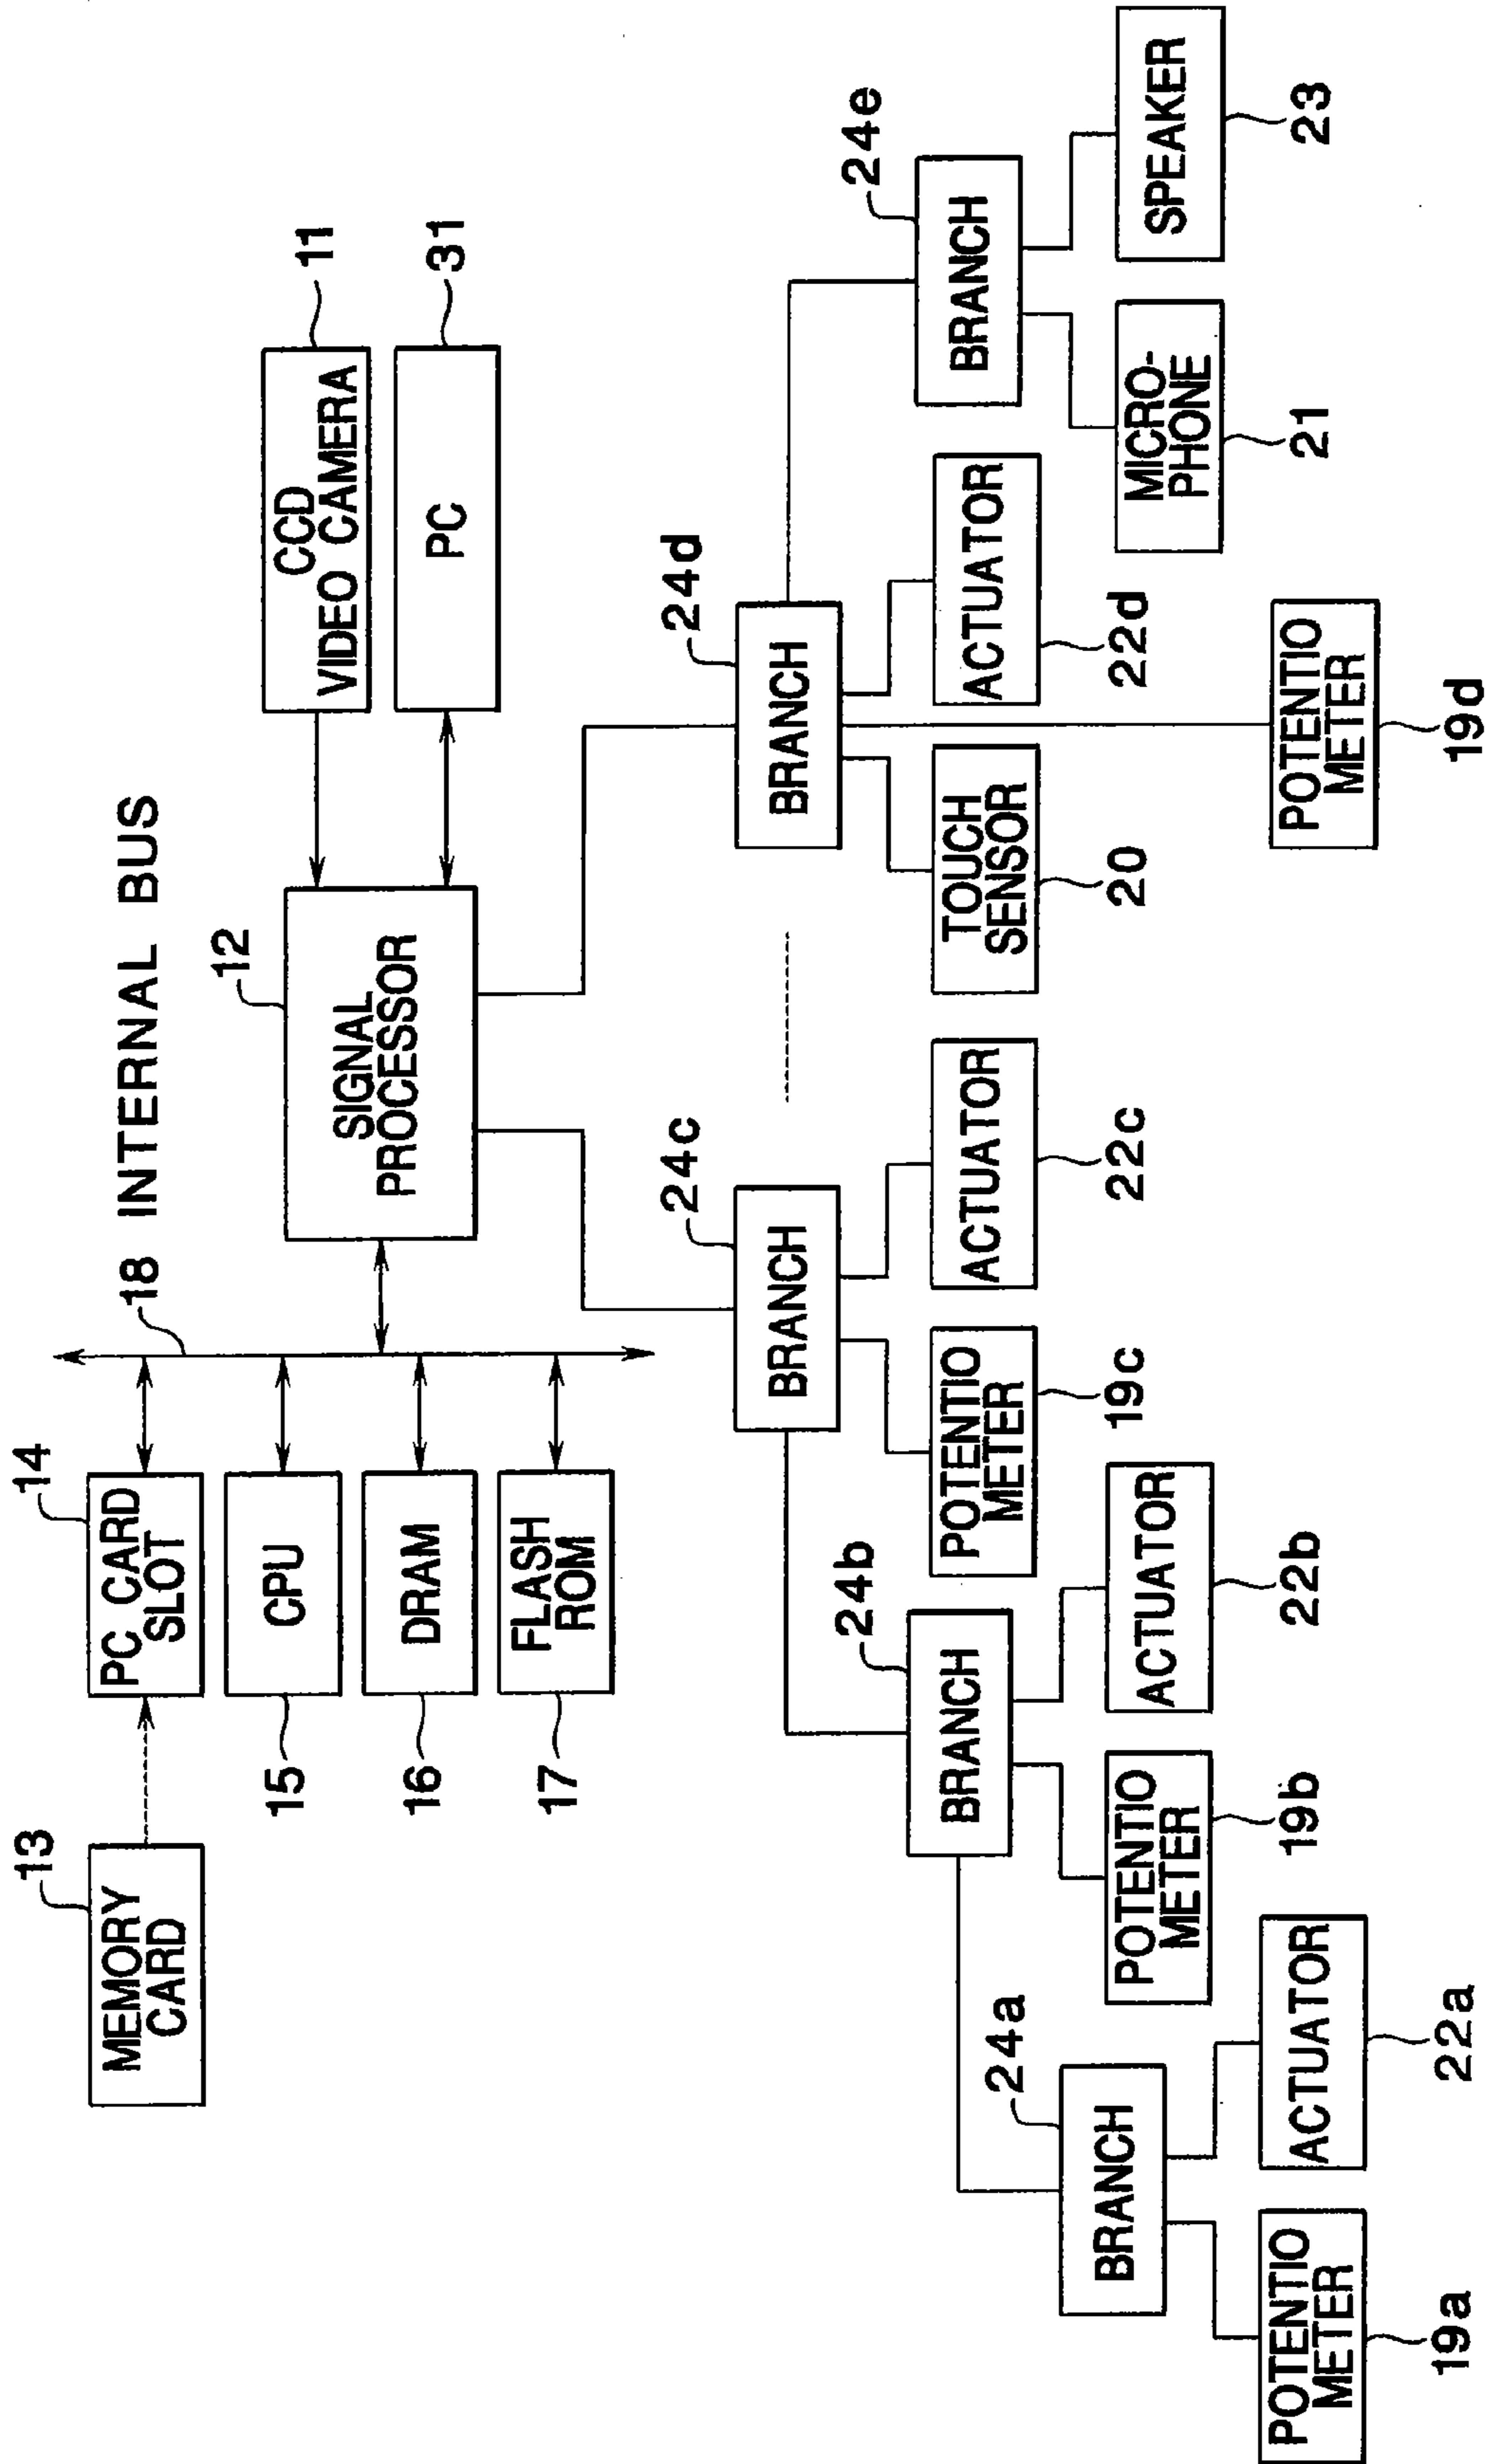 18 INTERNAL BUS
13
MEMORY
CARD
14
PC CARD
SLOT
15
CPU
16
DRAM
17
FLASH
ROM
12
SIGNAL
PROCESSOR
CCD
VIDEO CAMERA
11
PC
31
24c
BRANCH
24d
BRANCH
24b
BRANCH
POTENTIO
METER
19c
ACTUATOR
22c
TOUCH
SENSOR
20
ACTUATOR
22d
24e
BRANCH
24a
BRANCH
POTENTIO
METER
19b
ACTUATOR
22b
MICRO-
PHONE
21
SPEAKER
23
POTENTIO
METER
19a
ACTUATOR
22a
POTENTIO
METER
19d